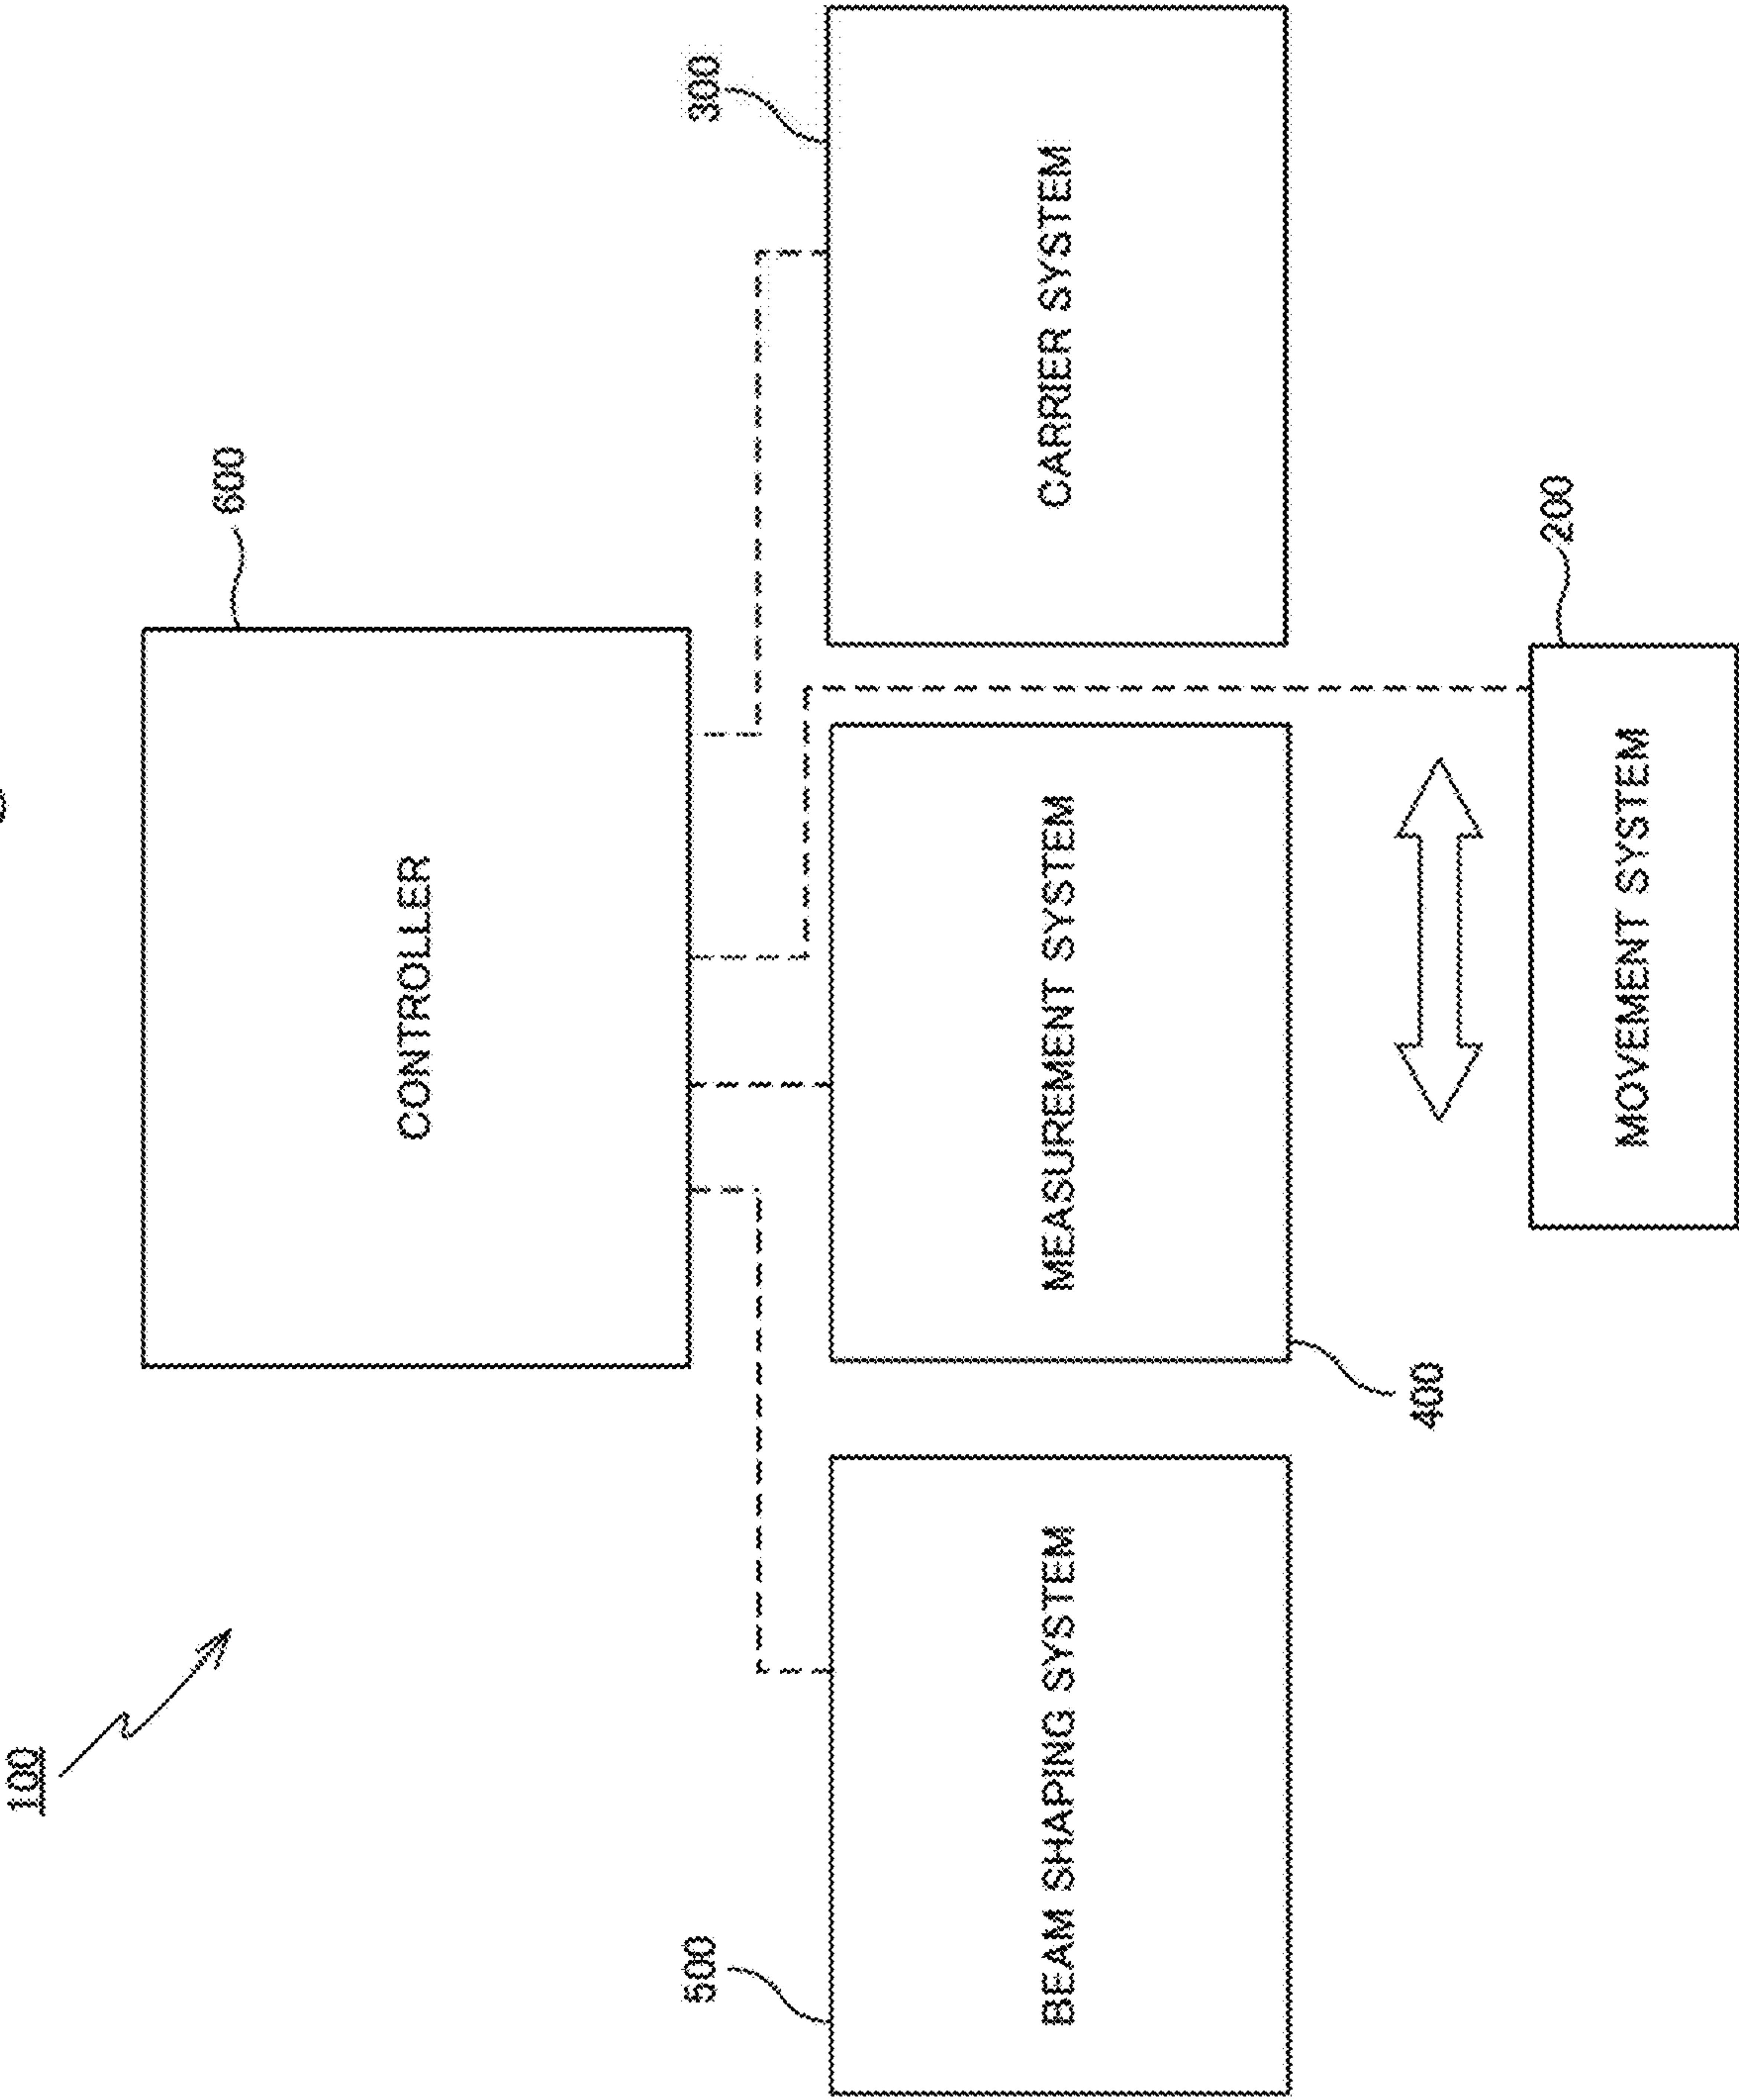 100
600
CONTROLLER
500
300
BEAM SHAPING SYSTEM
MEASUREMENT SYSTEM
CARRIER SYSTEM
400
200
MOVEMENT SYSTEM